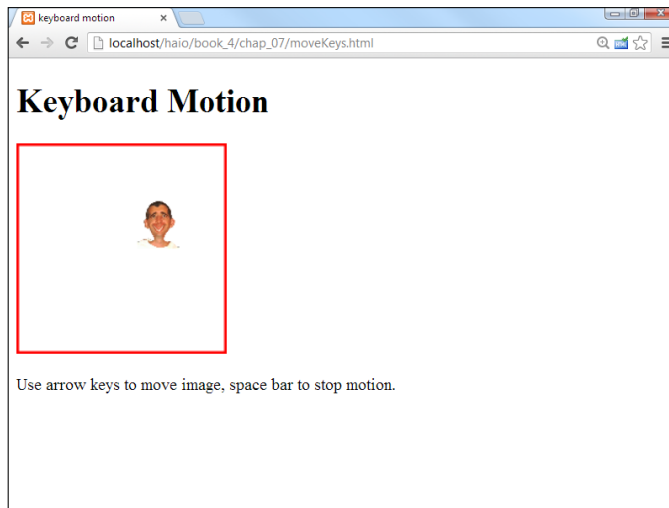 keyboard motion
localhost/haio/book_4/chap_07/moveKeys.html
Keyboard Motion
Use arrow keys to move image, space bar to stop motion.